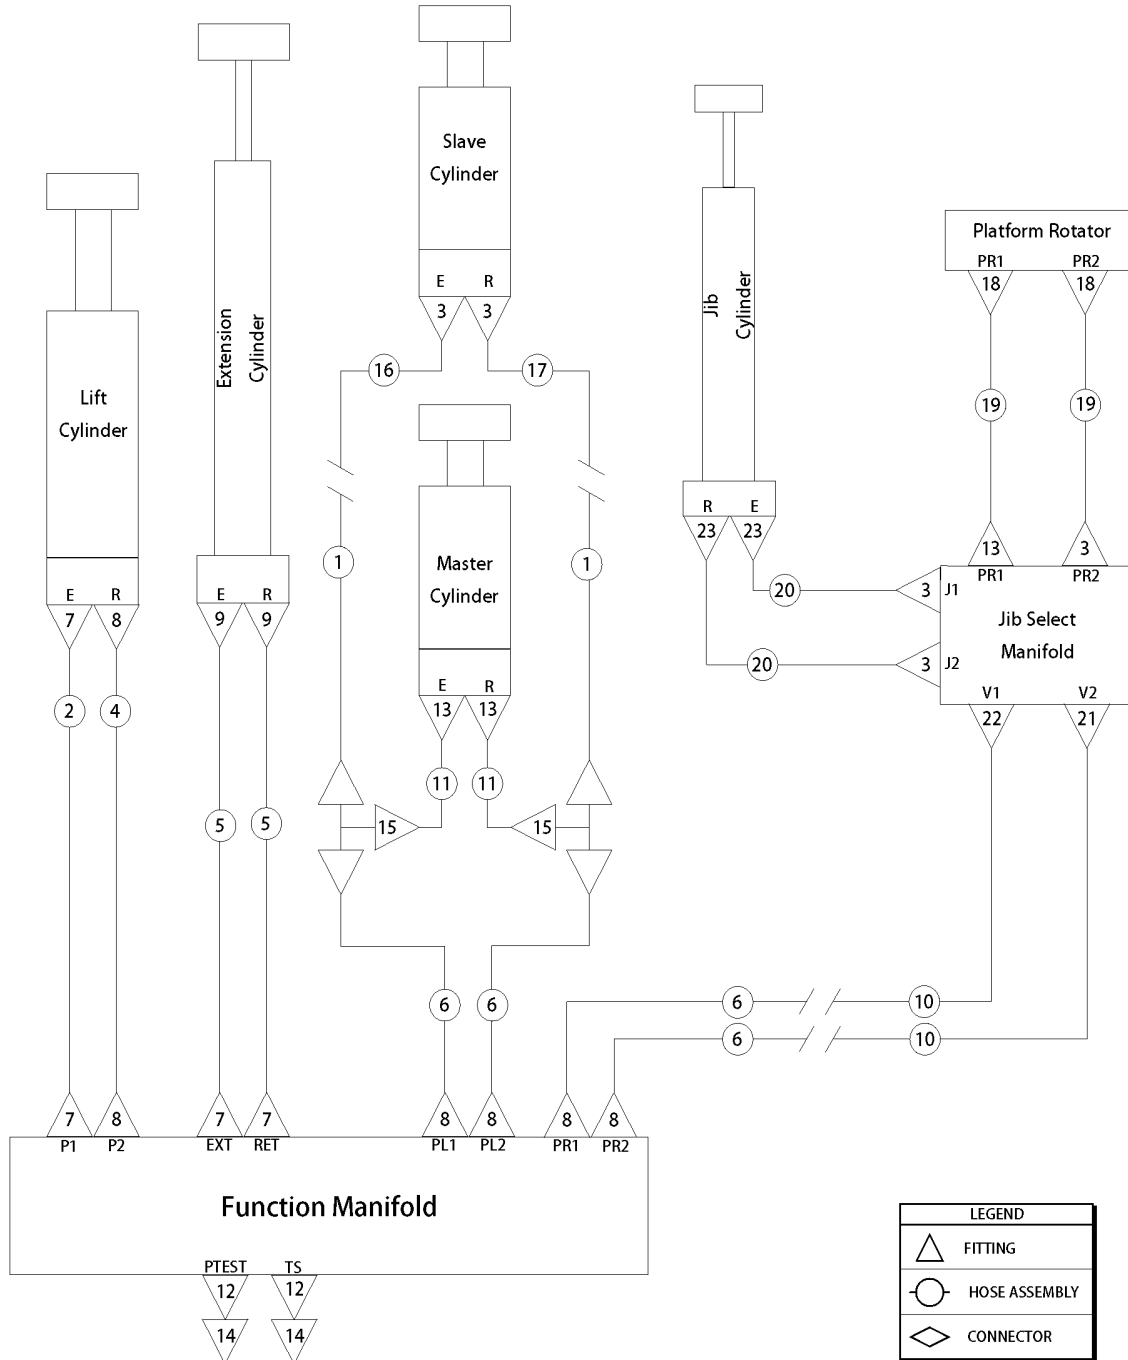 Slave
Cylinder
E R
3 3
16 17
Extension
Cylinder
E R
9 9
5 5
Lift
Cylinder
E R
7 8
2 4
Master
Cylinder
E R
13 13
11 11
1 1
15 15
6 6
Jib
Cylinder
R E
23 23
20
20
Platform Rotator
PR1 PR2
18 18
19 19
13 3
PR1 PR2
3 J1
3 J2
Jib Select
Manifold
V1 V2
22 21
6 10
6 10
7 8 7 7 8 8 8 8
P1 P2 EXT RET PL1 PL2 PR1 PR2
Function Manifold
PTEST TS
12 12
14 14
LEGEND
FITTING
HOSE ASSEMBLY
CONNECTOR